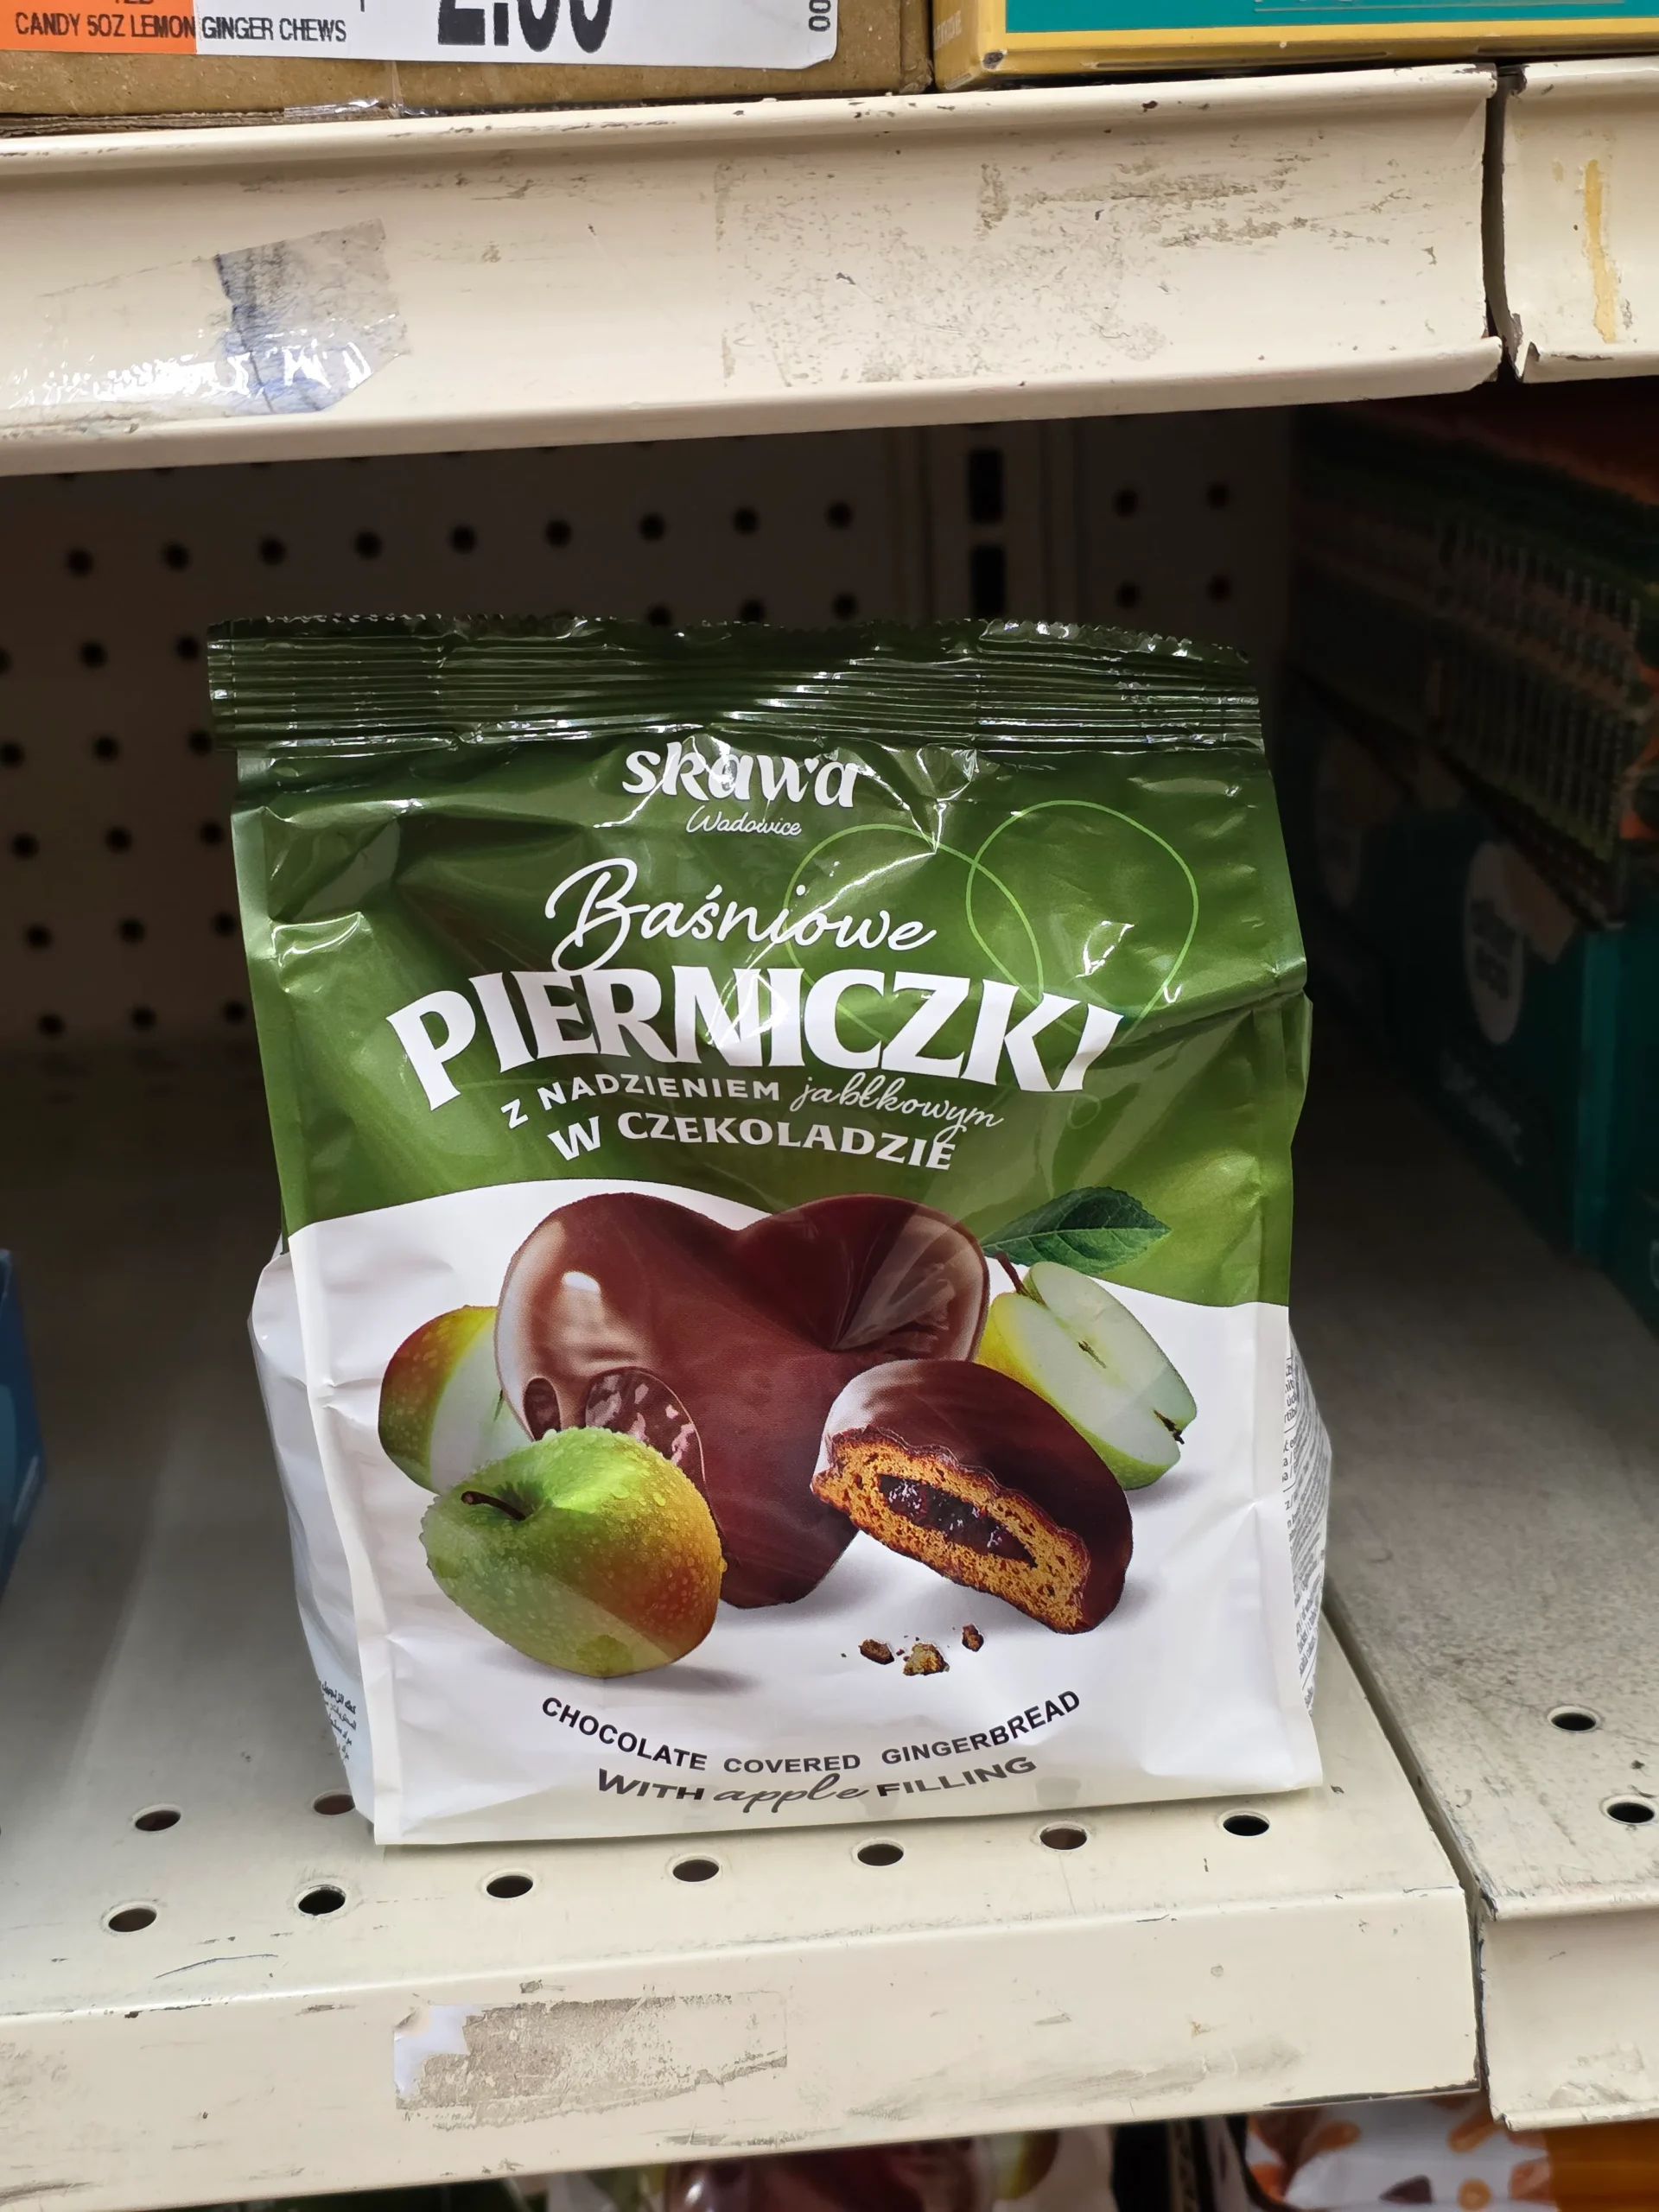 CANDY 5OZ LEMON GINGER CHEWS
skawa
Wadowice
Baśniowe
PIERNICZKI
Z NADZIENIEM jabłkowym
W CZEKOLADZIE
CHOCOLATE COVERED GINGERBREAD
WITH apple FILLING